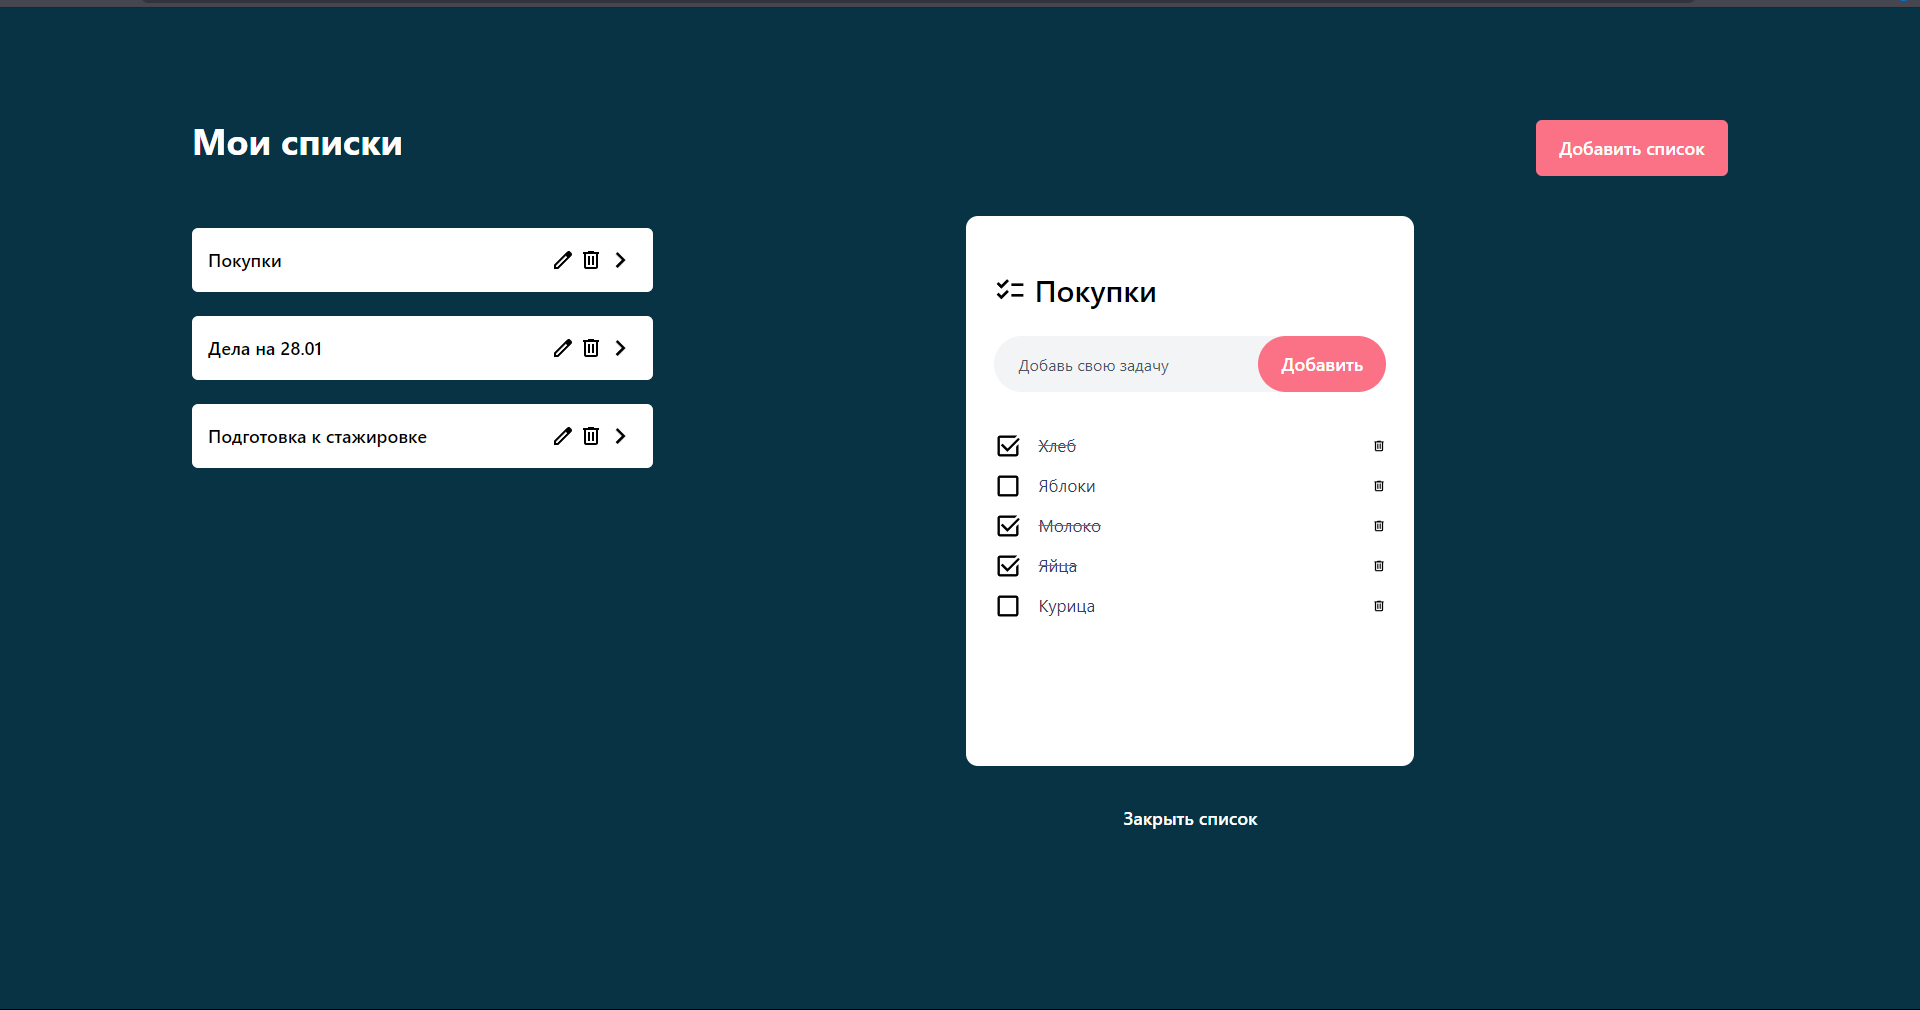 Мои списки
Добавить список
Покупки
Дела на 28.01
Подготовка к стажировке
Покупки
Добавь свою задачу
Добавить
Хлеб
Яблоки
Молоко
Яйца
Курица
Закрыть список